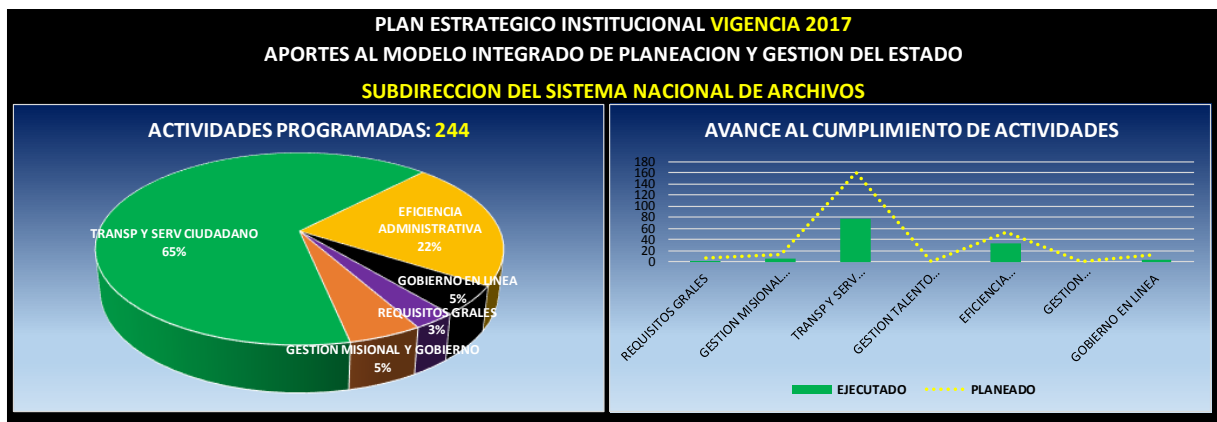 PLAN ESTRATEGICO INSTITUCIONAL VIGENCIA 2017
APORTES AL MODELO INTEGRADO DE PLANEACION Y GESTION DEL ESTADO
SUBDIRECCION DEL SISTEMA NACIONAL DE ARCHIVOS
ACTIVIDADES PROGRAMADAS: 244
TRANSP Y SERV CIUDADANO
65%
EFICIENCIA
ADMINISTRATIVA
22%
GOBIERNO EN LINEA
5%
REQUISITOS GRALES
3%
GESTION MISIONAL Y GOBIERNO
5%
AVANCE AL CUMPLIMIENTO DE ACTIVIDADES
180
160
140
120
100
80
60
40
20
0
REQUISITOS GRALES
GESTION MISIONAL...
TRANSP Y SERV...
GESTION TALENTO...
EFICIENCIA...
GESTION...
GOBIERNO EN LINEA
EJECUTADO
PLANEADO